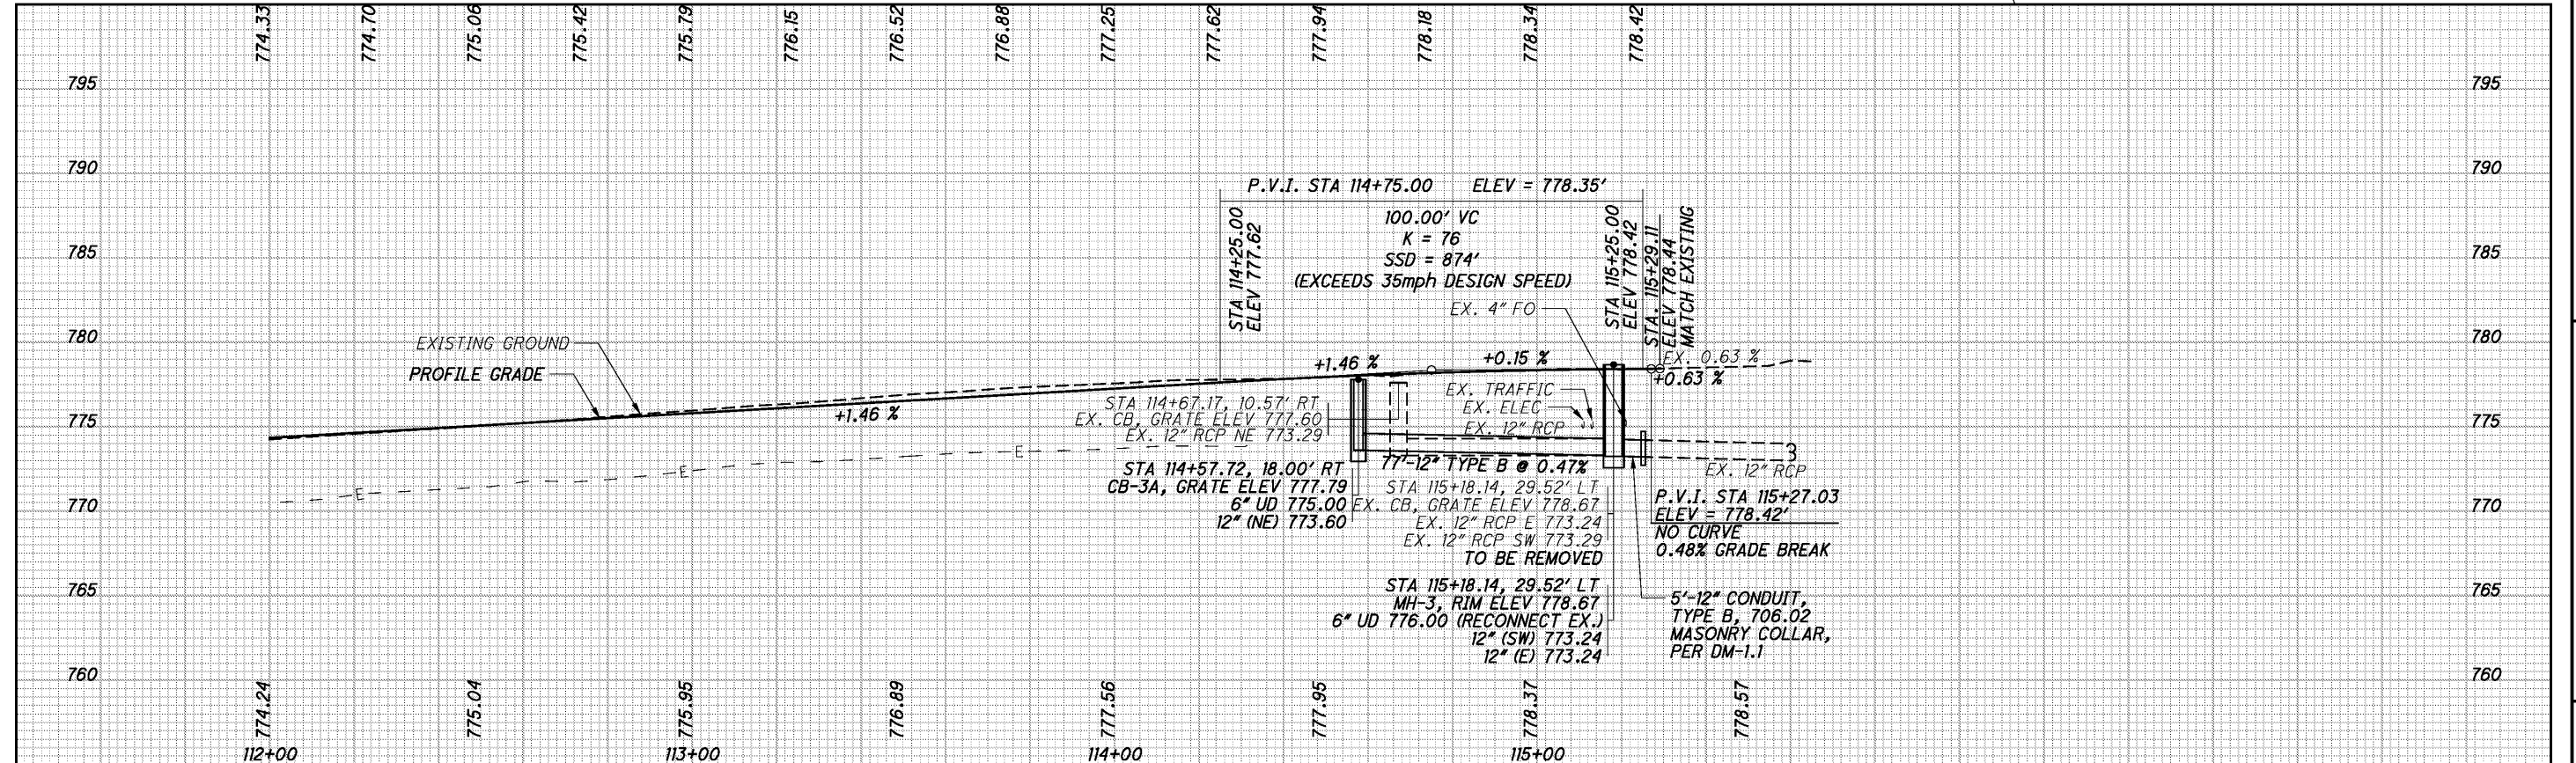 774.33 774.70 775.06 775.42 775.79 776.15 776.52 776.88 777.25 777.62 777.94 778.18 778.34 778.42
795 795
790 790
P.V.I. STA 114+75.00 ELEV = 778.35'
100.00' VC
K = 76
SSD = 874'
(EXCEEDS 35mph DESIGN SPEED)
STA 114+25.00
ELEV 777.62
STA 115+25.00
ELEV 778.42
STA. 115+29.11
ELEV 778.44
MATCH EXISTING
785 785
EX. 4" FO
780 780
EXISTING GROUND
PROFILE GRADE
+1.46 %
+0.15 %
EX. 0.63 %
+0.63 %
+1.46 %
775 775
STA 114+67.17, 10.57' RT
EX. CB, GRATE ELEV 777.60
EX. 12" RCP NE 773.29
EX. TRAFFIC
EX. ELEC
EX. 12" RCP
E E E
77'-12" TYPE B @ 0.47%
EX. 12" RCP
STA 114+57.72, 18.00' RT
CB-3A, GRATE ELEV 777.79
6" UD 775.00
12" (NE) 773.60
770 770
STA 115+18.14, 29.52' LT
EX. CB, GRATE ELEV 778.67
EX. 12" RCP E 773.24
EX. 12" RCP SW 773.29
TO BE REMOVED
P.V.I. STA 115+27.03
ELEV = 778.42'
NO CURVE
0.48% GRADE BREAK
765 765
STA 115+18.14, 29.52' LT
MH-3, RIM ELEV 778.67
6" UD 776.00 (RECONNECT EX.)
12" (SW) 773.24
12" (E) 773.24
5'-12" CONDUIT,
TYPE B, 706.02
MASONRY COLLAR,
PER DM-1.1
760 760
774.24 775.04 775.95 776.89 777.56 777.95 778.37 778.57
112+00 113+00 114+00 115+00